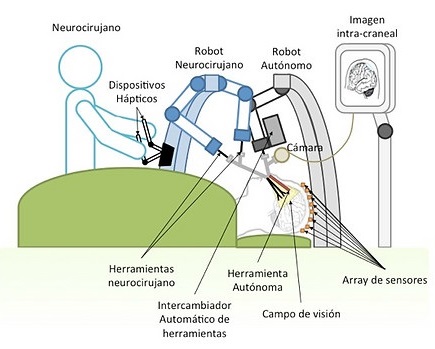 Neurocirujano
Dispositivos
Hápticos
Robot
Neurocirujano
Robot
Autónomo
Imagen
intra-craneal
Cámara
Herramientas
neurocirujano
Intercambiador
Automático de
herramientas
Herramienta
Autónoma
Campo de visión
Array de sensores